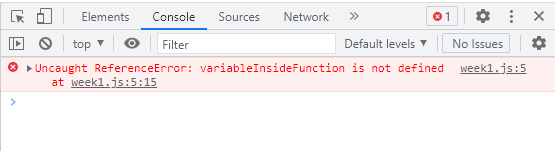 Elements Console Sources Network » 1
top Filter Default levels No Issues
Uncaught ReferenceError: variableInsideFunction is not defined week1.js:5
at week1.js:5:15